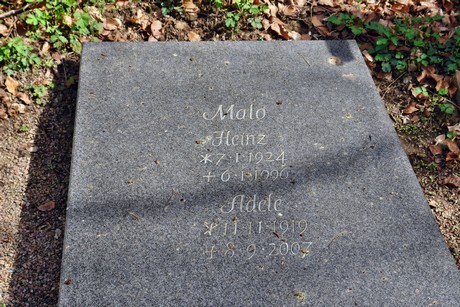 Malo
Heinz
* 7·1·1924
+ 6·1·1990
Adele
* 11·11·1919
+ 8·9·2007